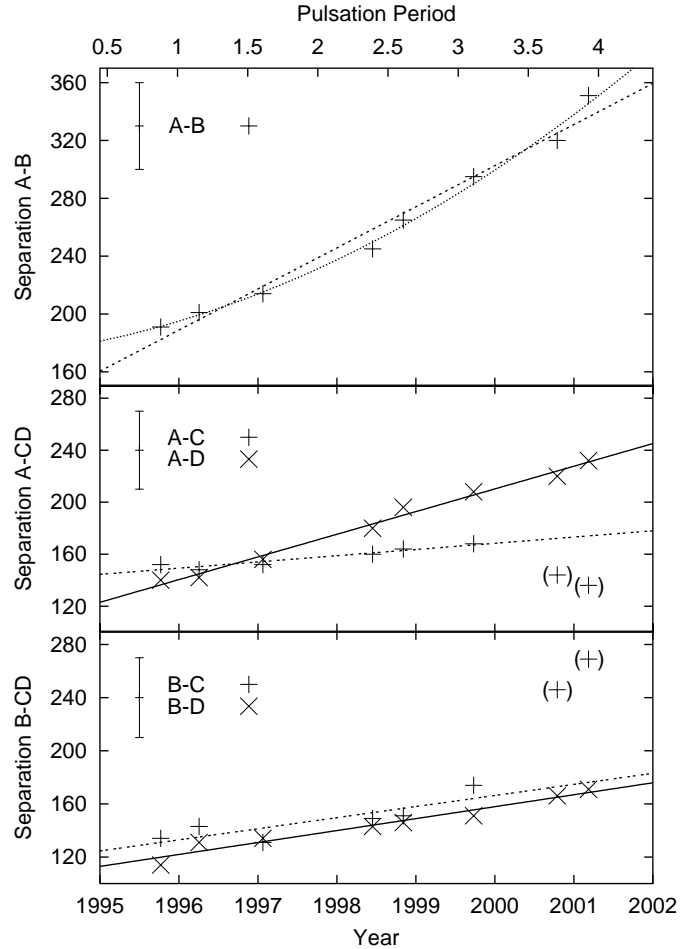 Pulsation Period
0.5 1 1.5 2 2.5 3 3.5 4
360
320
280
240
200
160
Separation A-B
A-B
280
240
200
160
120
Separation A-CD
A-C
A-D
( )
( )
280
240
200
160
120
Separation B-CD
B-C
B-D
( )
( )
1995 1996 1997 1998 1999 2000 2001 2002
Year